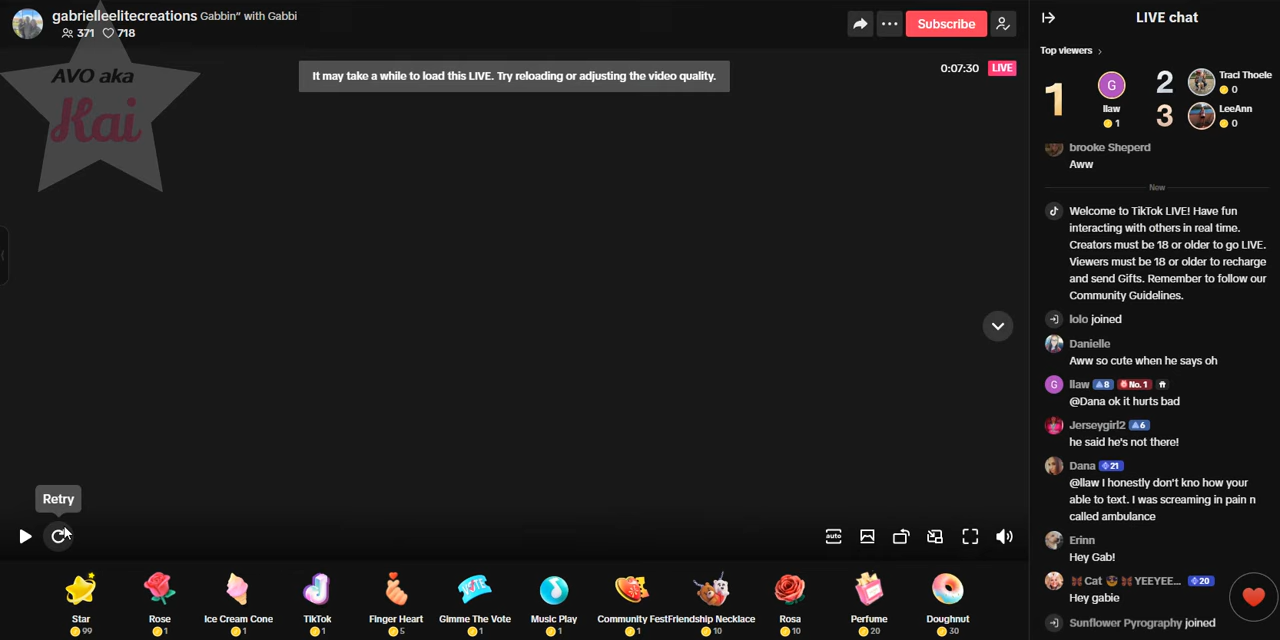 gabrielleelitecreations Gabbin" with Gabbi
371 718
Subscribe
LIVE chat
AVO aka
Kai
It may take a while to load this LIVE. Try reloading or adjusting the video quality.
0:07:30 LIVE
Top viewers
1
G
llaw
1
2
Traci Thoele
0
3
LeeAnn
0
brooke Sheperd
Aww
Now
Welcome to TikTok LIVE! Have fun
interacting with others in real time.
Creators must be 18 or older to go LIVE.
Viewers must be 18 or older to recharge
and send Gifts. Remember to follow our
Community Guidelines.
lolo joined
Danielle
Aww so cute when he says oh
G llaw 8 No. 1
@Dana ok it hurts bad
Jerseygirl2 6
he said he's not there!
Dana 21
@llaw I honestly don't kno how your
able to text. I was screaming in pain n
called ambulance
Erinn
Hey Gab!
Cat YEEYEE... 20
Hey gabie
Sunflower Pyrography joined
Retry
auto
Star
99
Rose
1
Ice Cream Cone
1
TikTok
1
Finger Heart
5
VOTE
Gimme The Vote
1
Music Play
1
Community Fest
1
Friendship Necklace
10
Rosa
10
Perfume
20
Doughnut
30